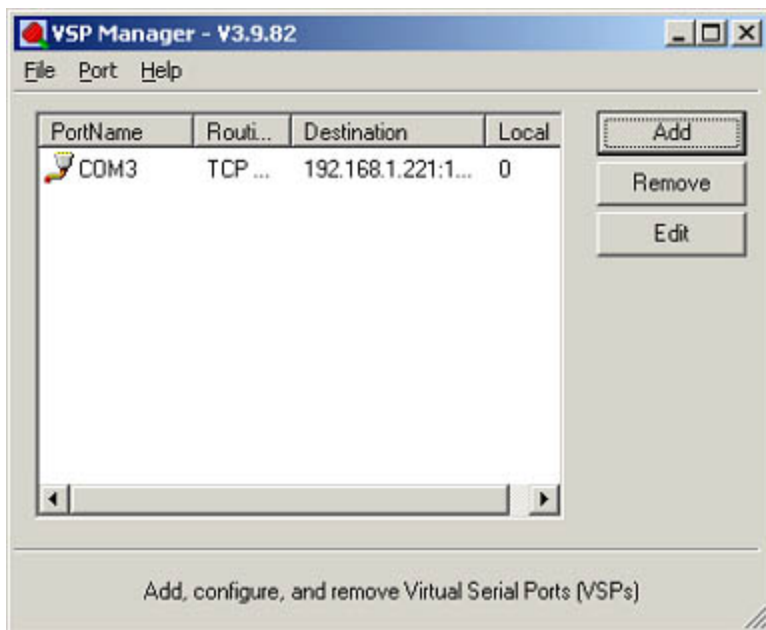 VSP Manager - V3.9.82
File Port Help
PortName Routi... Destination Local
COM3 TCP ... 192.168.1.221:1... 0
Add
Remove
Edit
Add, configure, and remove Virtual Serial Ports (VSPs)